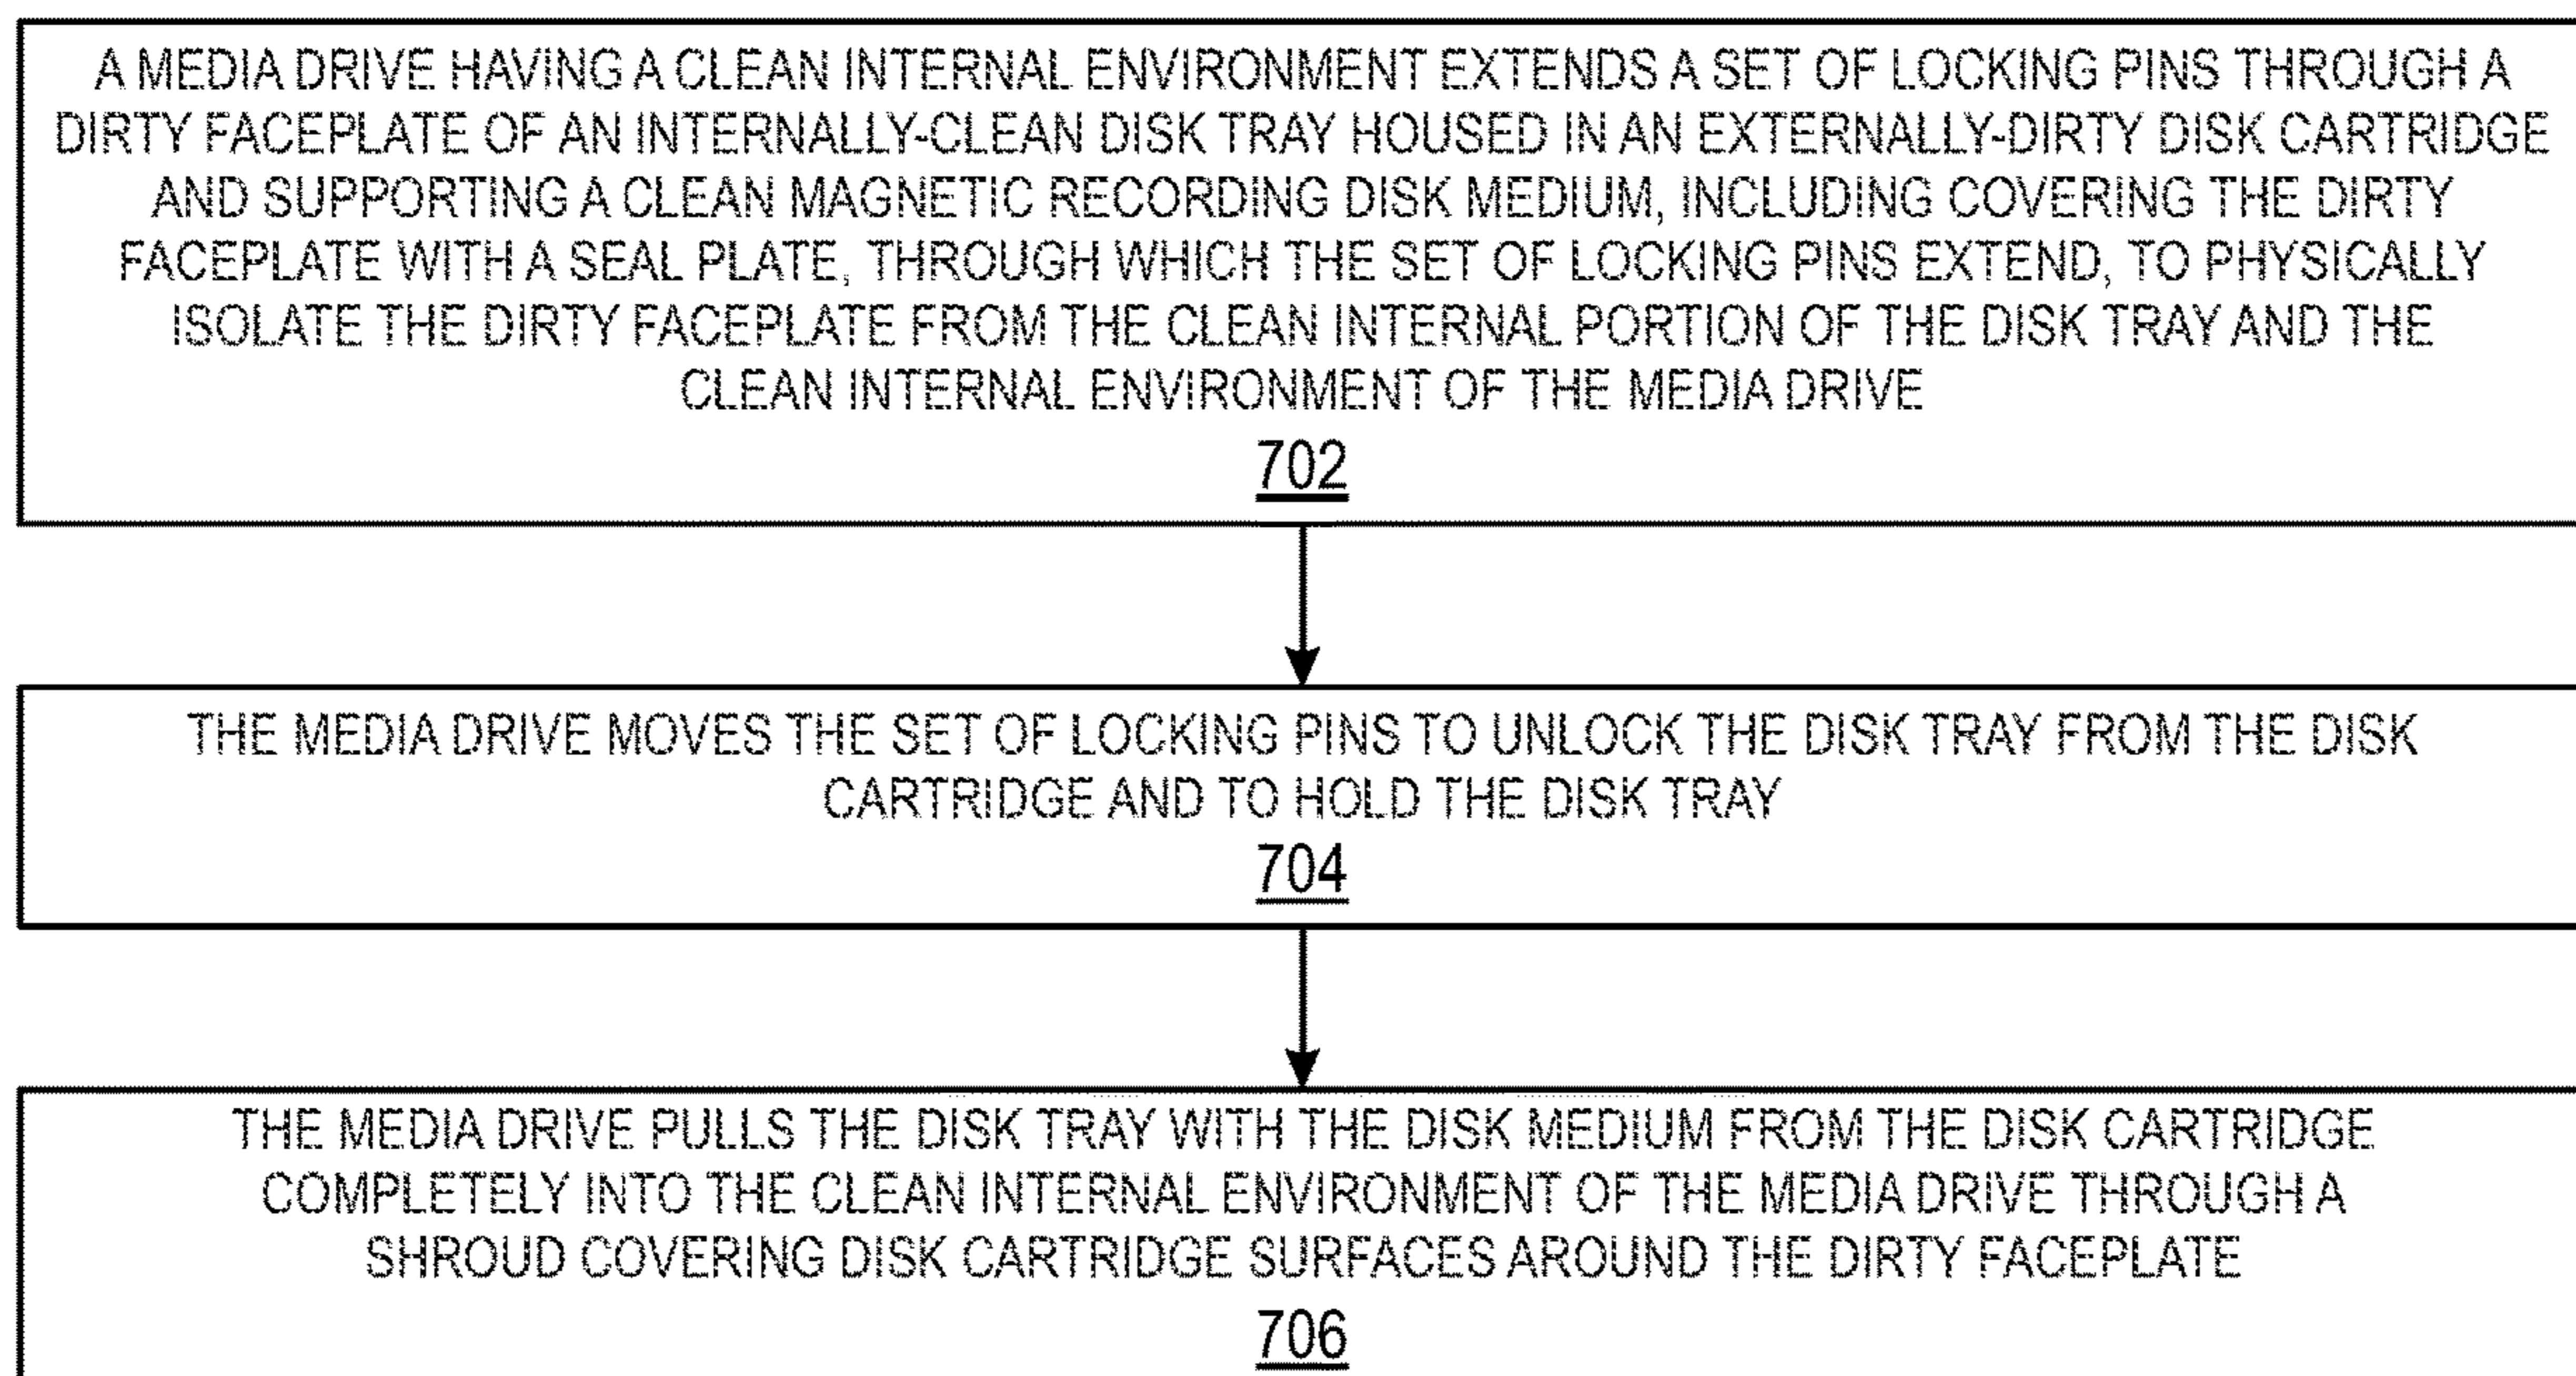 A MEDIA DRIVE HAVING A CLEAN INTERNAL ENVIRONMENT EXTENDS A SET OF LOCKING PINS THROUGH A
DIRTY FACEPLATE OF AN INTERNALLY-CLEAN DISK TRAY HOUSED IN AN EXTERNALLY-DIRTY DISK CARTRIDGE
AND SUPPORTING A CLEAN MAGNETIC RECORDING DISK MEDIUM, INCLUDING COVERING THE DIRTY
FACEPLATE WITH A SEAL PLATE, THROUGH WHICH THE SET OF LOCKING PINS EXTEND, TO PHYSICALLY
ISOLATE THE DIRTY FACEPLATE FROM THE CLEAN INTERNAL PORTION OF THE DISK TRAY AND THE
CLEAN INTERNAL ENVIRONMENT OF THE MEDIA DRIVE
702
THE MEDIA DRIVE MOVES THE SET OF LOCKING PINS TO UNLOCK THE DISK TRAY FROM THE DISK
CARTRIDGE AND TO HOLD THE DISK TRAY
704
THE MEDIA DRIVE PULLS THE DISK TRAY WITH THE DISK MEDIUM FROM THE DISK CARTRIDGE
COMPLETELY INTO THE CLEAN INTERNAL ENVIRONMENT OF THE MEDIA DRIVE THROUGH A
SHROUD COVERING DISK CARTRIDGE SURFACES AROUND THE DIRTY FACEPLATE
706